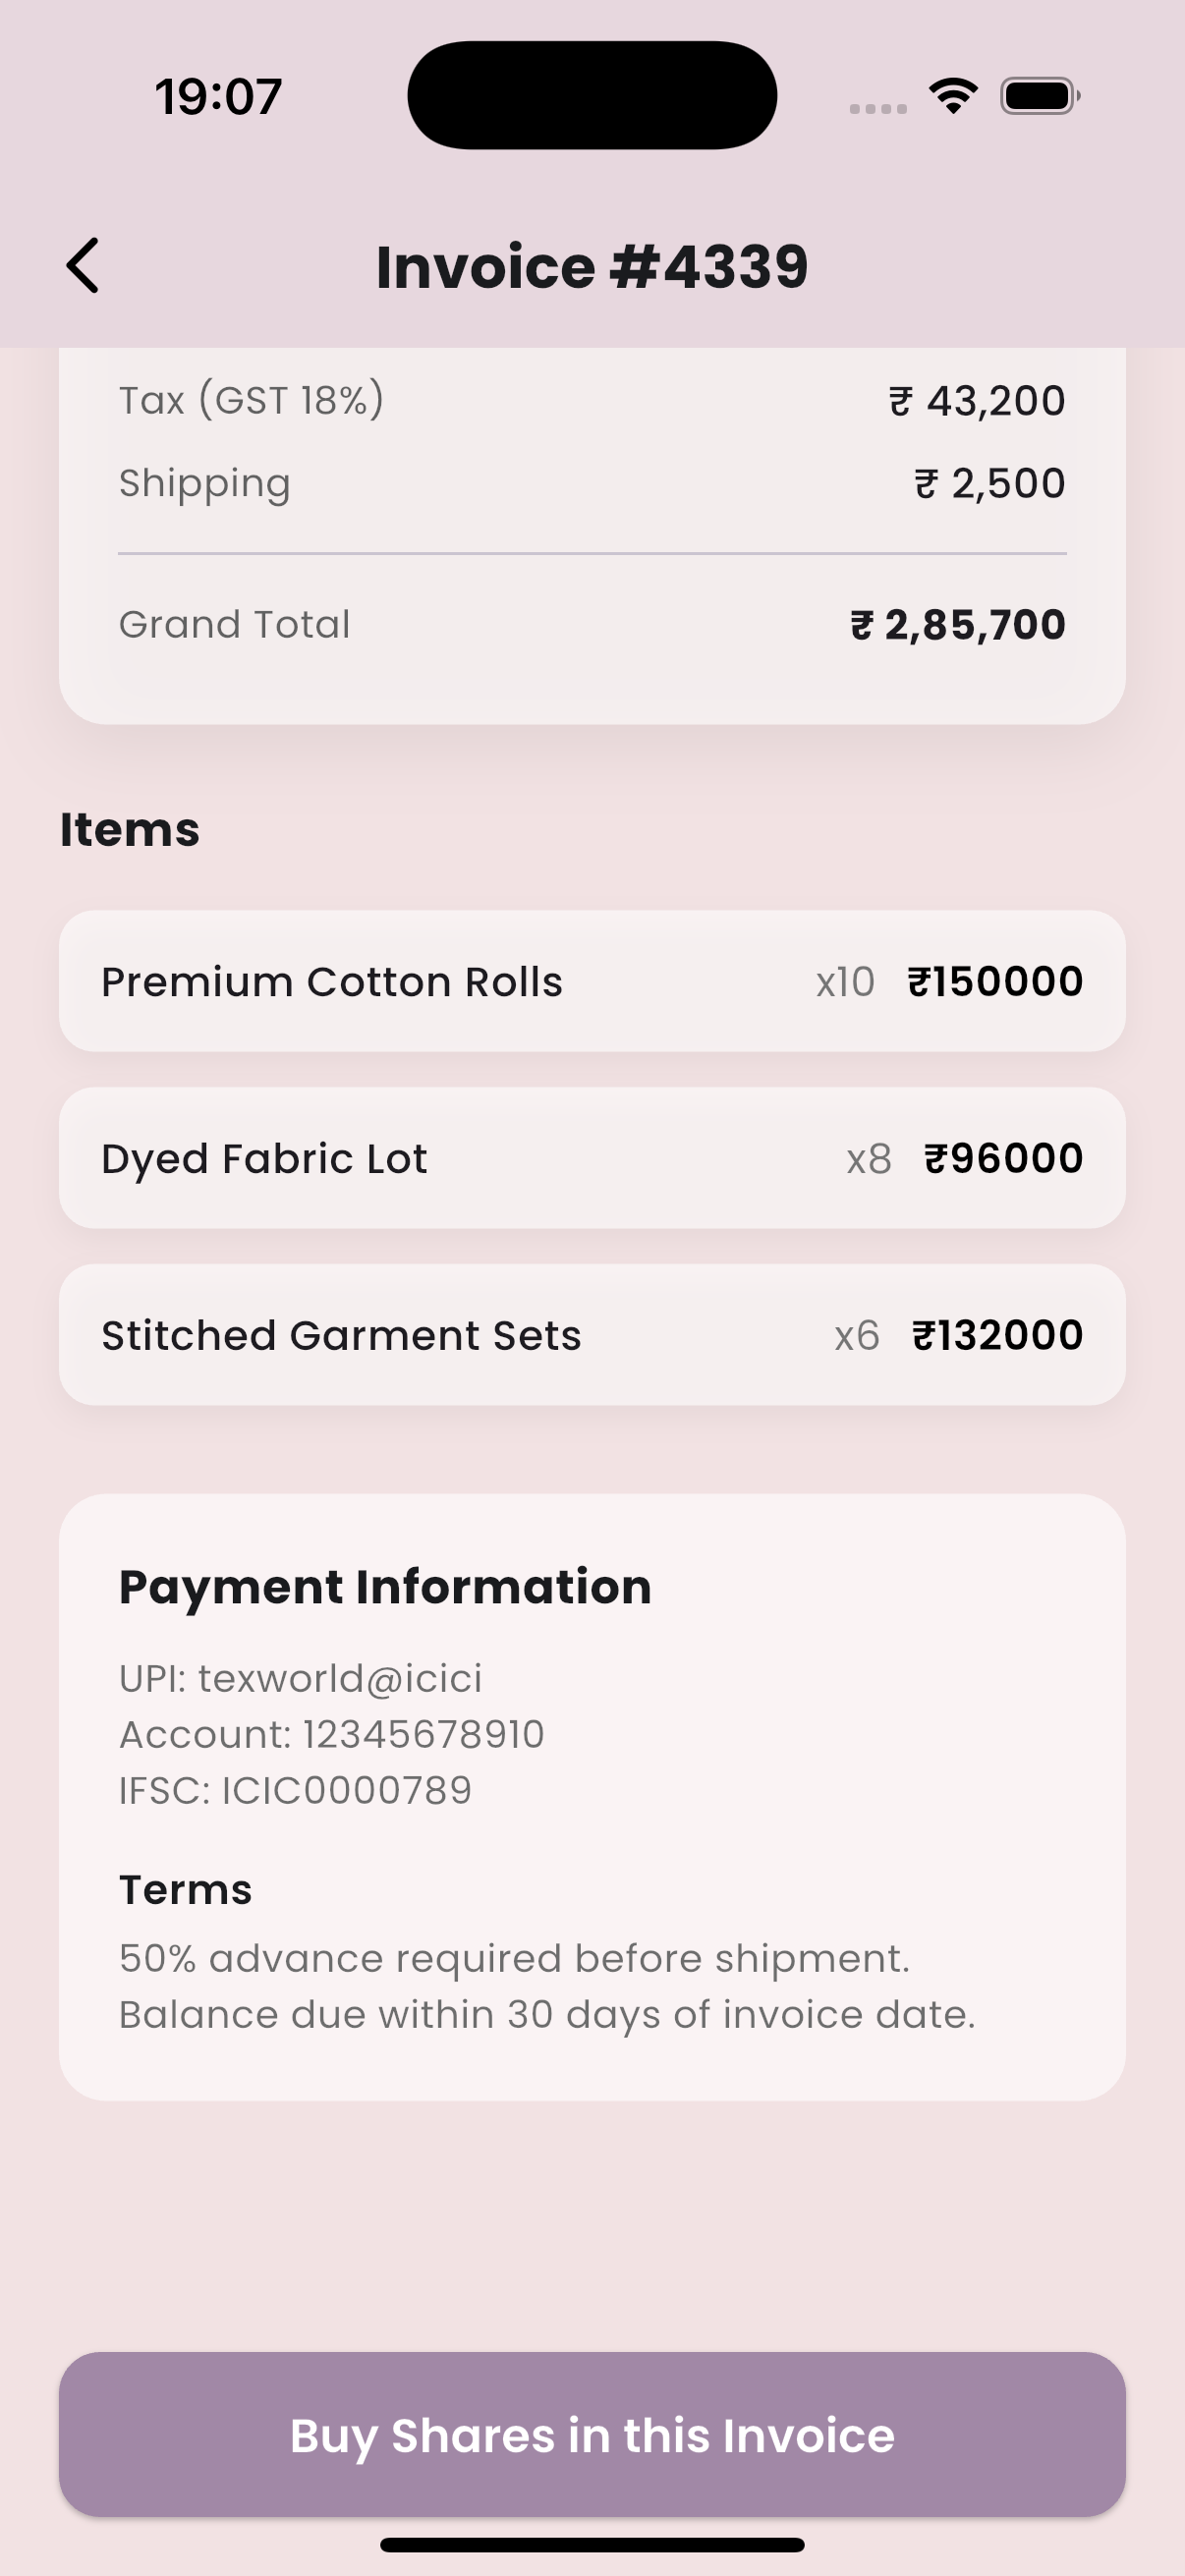 19:07
Invoice #4339
Tax (GST 18%) ₹ 43,200
Shipping ₹ 2,500
Grand Total ₹ 2,85,700
Items
Premium Cotton Rolls x10 ₹150000
Dyed Fabric Lot x8 ₹96000
Stitched Garment Sets x6 ₹132000
Payment Information
UPI: texworld@icici
Account: 12345678910
IFSC: ICIC0000789
Terms
50% advance required before shipment.
Balance due within 30 days of invoice date.
Buy Shares in this Invoice